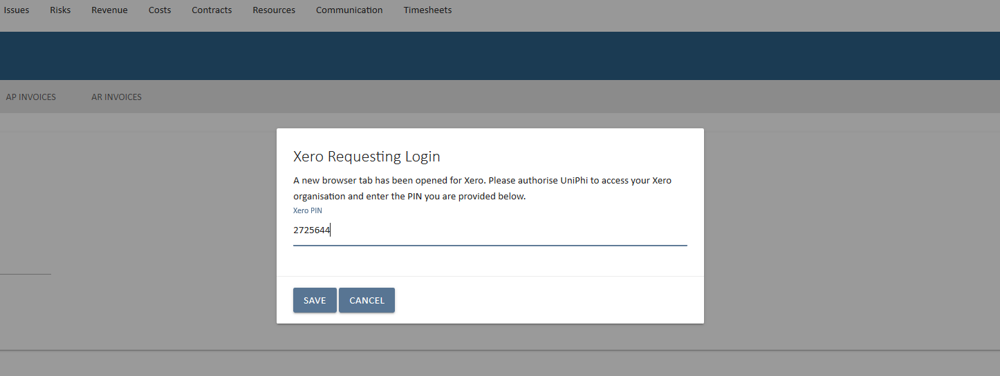 Issues Risks Revenue Costs Contracts Resources Communication Timesheets
AP INVOICES AR INVOICES
Xero Requesting Login
A new browser tab has been opened for Xero. Please authorise UniPhi to access your Xero
organisation and enter the PIN you are provided below.
Xero PIN
2725644
SAVE CANCEL